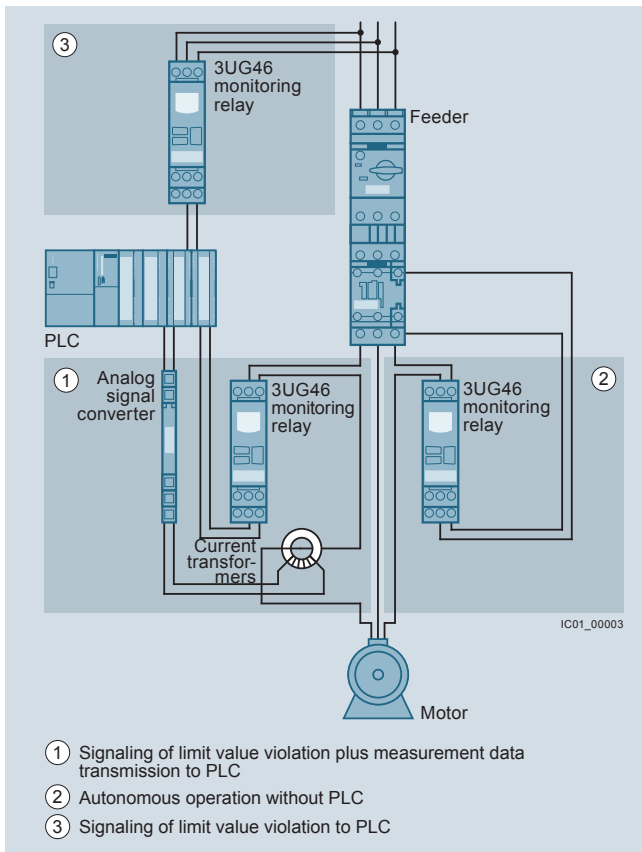 3
3UG46
monitoring
relay
Feeder
PLC
1
Analog
signal
converter
3UG46
monitoring
relay
2
3UG46
monitoring
relay
Current
transfor-
mers
IC01_00003
Motor
1 Signaling of limit value violation plus measurement data
transmission to PLC
2 Autonomous operation without PLC
3 Signaling of limit value violation to PLC